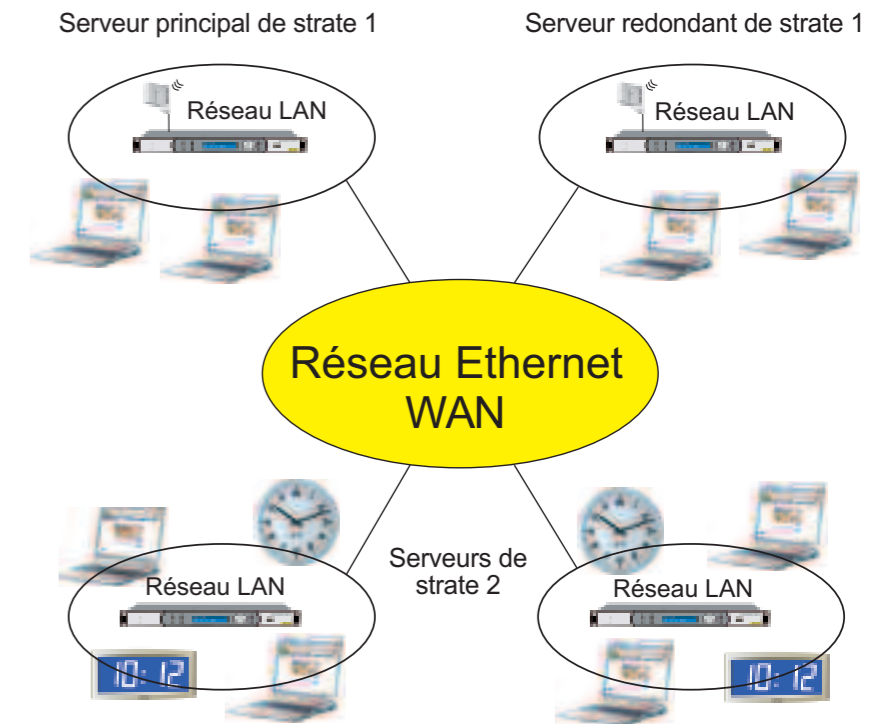 Serveur principal de strate 1
Serveur redondant de strate 1
Réseau LAN
Réseau LAN
Réseau Ethernet
WAN
Serveurs de
strate 2
Réseau LAN
Réseau LAN
10:12
10:12